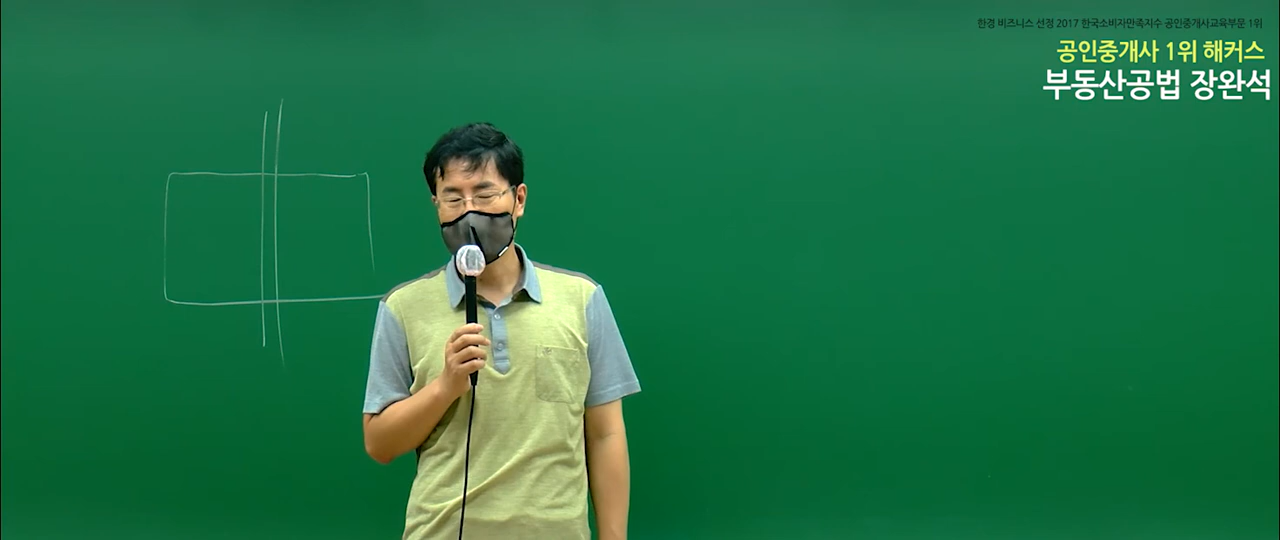 한경 비즈니스 선정 2017 한국소비자만족지수 공인중개사교육부문 1위
공인중개사 1위 해커스
부동산공법 장완석